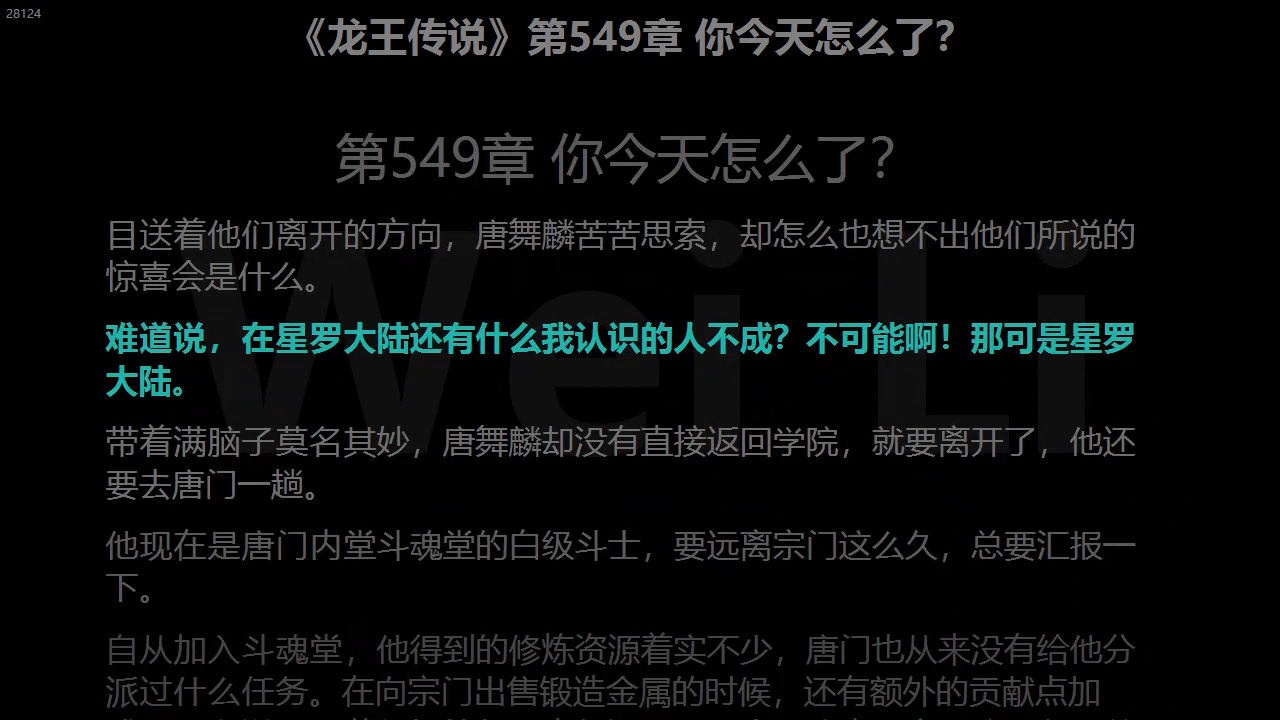 28124
《龙王传说》第549章 你今天怎么了?
第549章 你今天怎么了?
目送着他们离开的方向，唐舞麟苦苦思索，却怎么也想不出他们所说的
惊喜会是什么。
难道说，在星罗大陆还有什么我认识的人不成？不可能啊！那可是星罗
大陆。
带着满脑子莫名其妙，唐舞麟却没有直接返回学院，就要离开了，他还
要去唐门一趟。
他现在是唐门内堂斗魂堂的白级斗士，要远离宗门这么久，总要汇报一
下。
自从加入斗魂堂，他得到的修炼资源着实不少，唐门也从来没有给他分
派过什么任务。在向宗门出售锻造金属的时候，还有额外的贡献点加
Wei Li